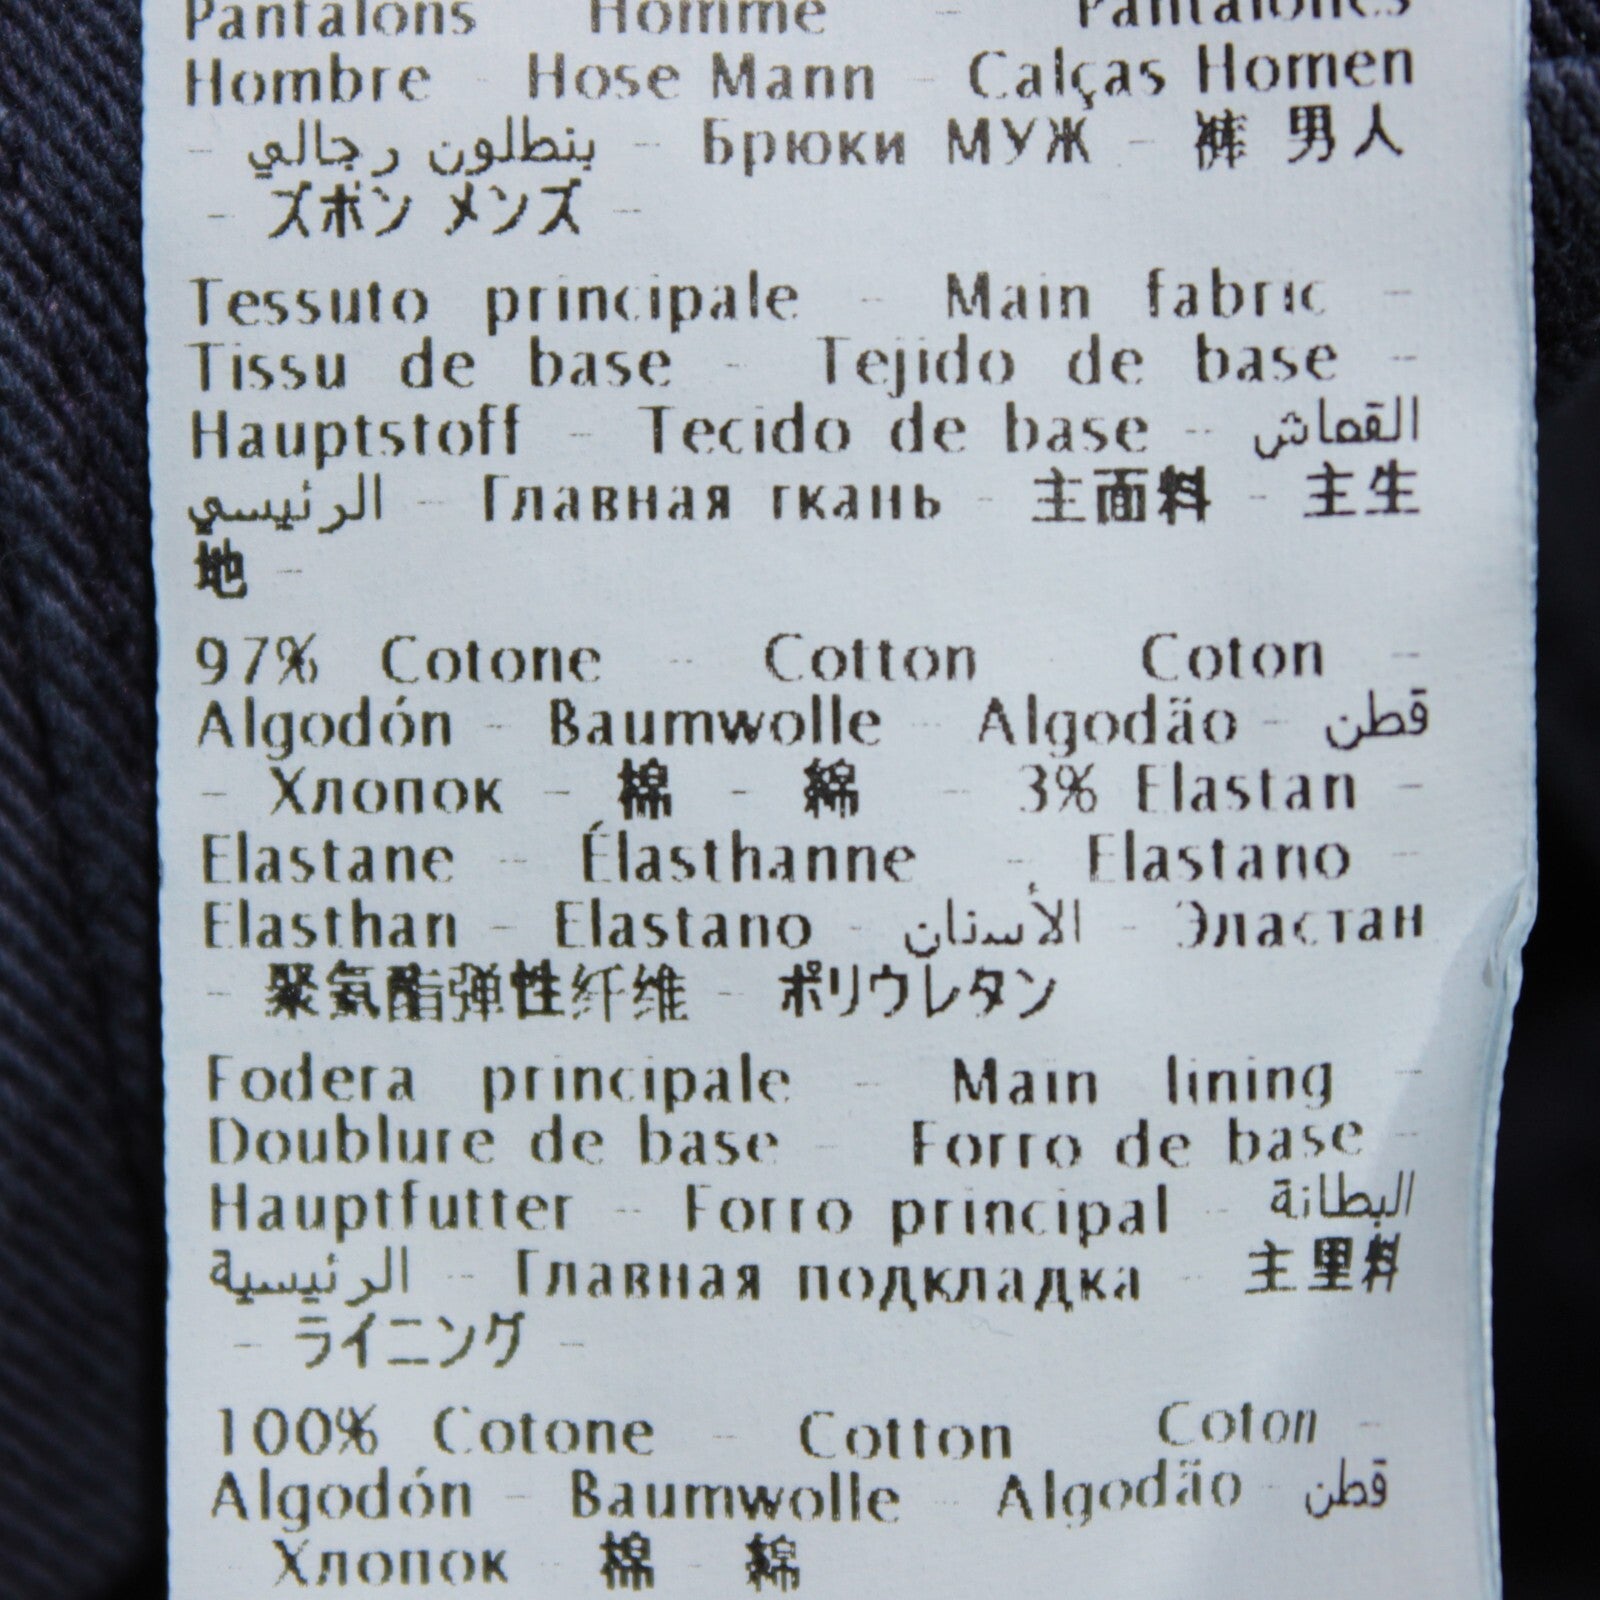 Pantalons Homme - Pantalones
Hombre - Hose Mann - Calças Homen
- بنطلون رجالي - Брюки МУЖ - 裤 男人
- ズボン メンズ -
Tessuto principale - Main fabric -
Tissu de base - Tejido de base -
Hauptstoff - Tecido de base - القماش
الرئيسي - Главная ткань - 主面料 - 主生
地 -
97% Cotone - Cotton Coton -
Algodón - Baumwolle - Algodão - قطن
- Хлопок - 棉 - 綿 - 3% Elastan -
Elastane - Élasthanne - Elastano -
Elasthan - Elastano - الأستان - Эластан
- 聚氨酯弹性纤维 - ポリウレタン
Fodera principale - Main lining -
Doublure de base - Forro de base -
Hauptfutter - Forro principal - البطانة
الرئيسية - Главная подкладка - 主里料
- ライニング -
100% Cotone - Cotton Coton -
Algodón - Baumwolle - Algodão - قطن
- Хлопок - 棉 - 綿